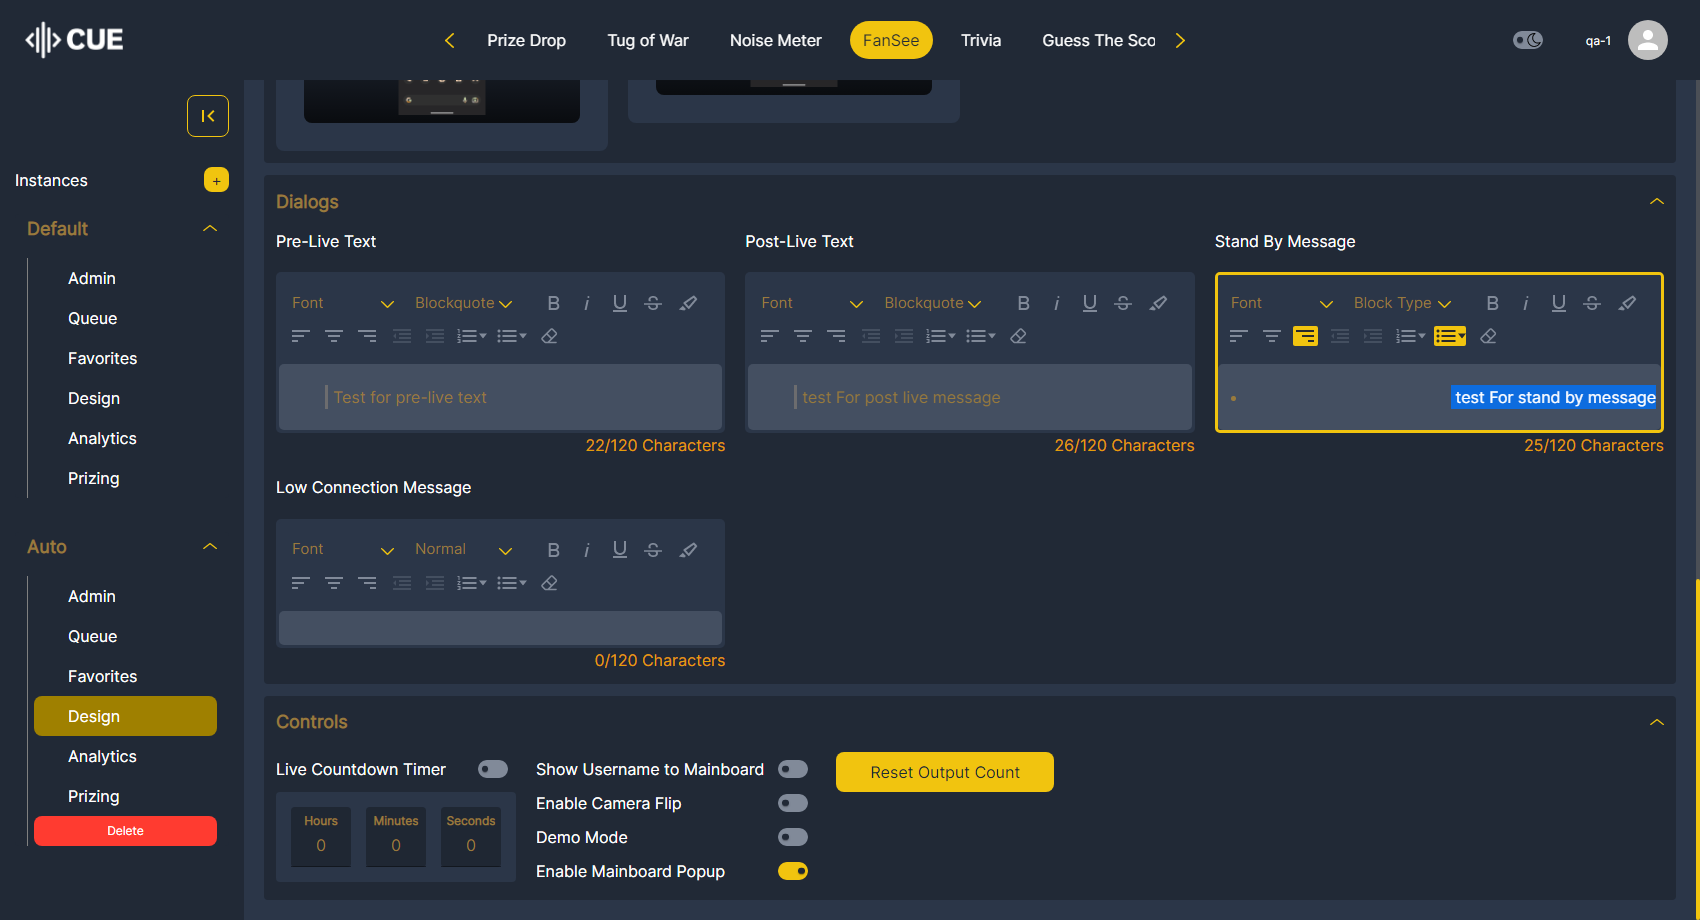 CUE
Prize Drop
Tug of War
Noise Meter
FanSee
Trivia
Guess The Sco
qa-1
Instances
+
Default
Admin
Queue
Favorites
Design
Analytics
Prizing
Auto
Admin
Queue
Favorites
Design
Analytics
Prizing
Delete
Dialogs
Pre-Live Text
Font
Blockquote
B i U S
Test for pre-live text
22/120 Characters
Post-Live Text
Font
Blockquote
B i U S
test For post live message
26/120 Characters
Stand By Message
Font
Block Type
B i U S
• test For stand by message
25/120 Characters
Low Connection Message
Font
Normal
B i U S
0/120 Characters
Controls
Live Countdown Timer
Hours
0
Minutes
0
Seconds
0
Show Username to Mainboard
Enable Camera Flip
Demo Mode
Enable Mainboard Popup
Reset Output Count